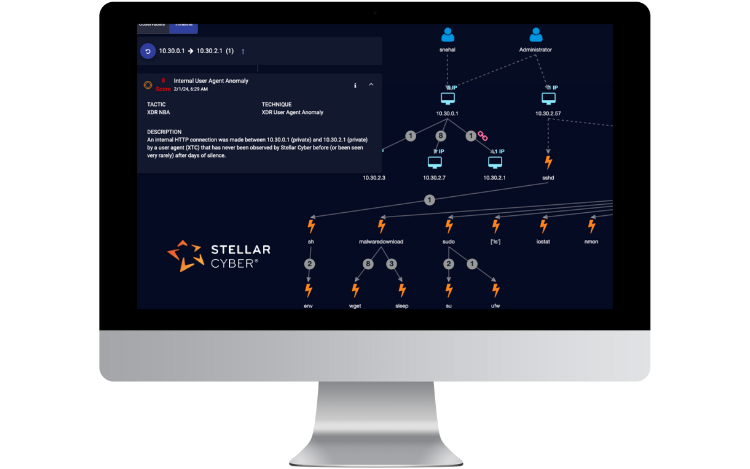 Observables Timeline
10.30.0.1 → 10.30.2.1 (1)
Score
Internal User Agent Anomaly
2/1/24, 6:29 AM
TACTIC TECHNIQUE
XDR NBA XDR User Agent Anomaly
DESCRIPTION
An internal HTTP connection was made between 10.30.0.1 (private) and 10.30.2.1 (private)
by a user agent (XTC) that has never been observed by Stellar Cyber before (or been seen
very rarely) after days of silence.
snehal Administrator
IP IP
10.30.0.1 10.30.2.57
1 8 1
IP IP
10.30.2.3 10.30.2.7 10.30.2.1 sshd
1
sh malwaredownload sudo ['ls'] iostat nmon
STELLAR
CYBER®
2 8 3 2 1
env wget sleep su ufw